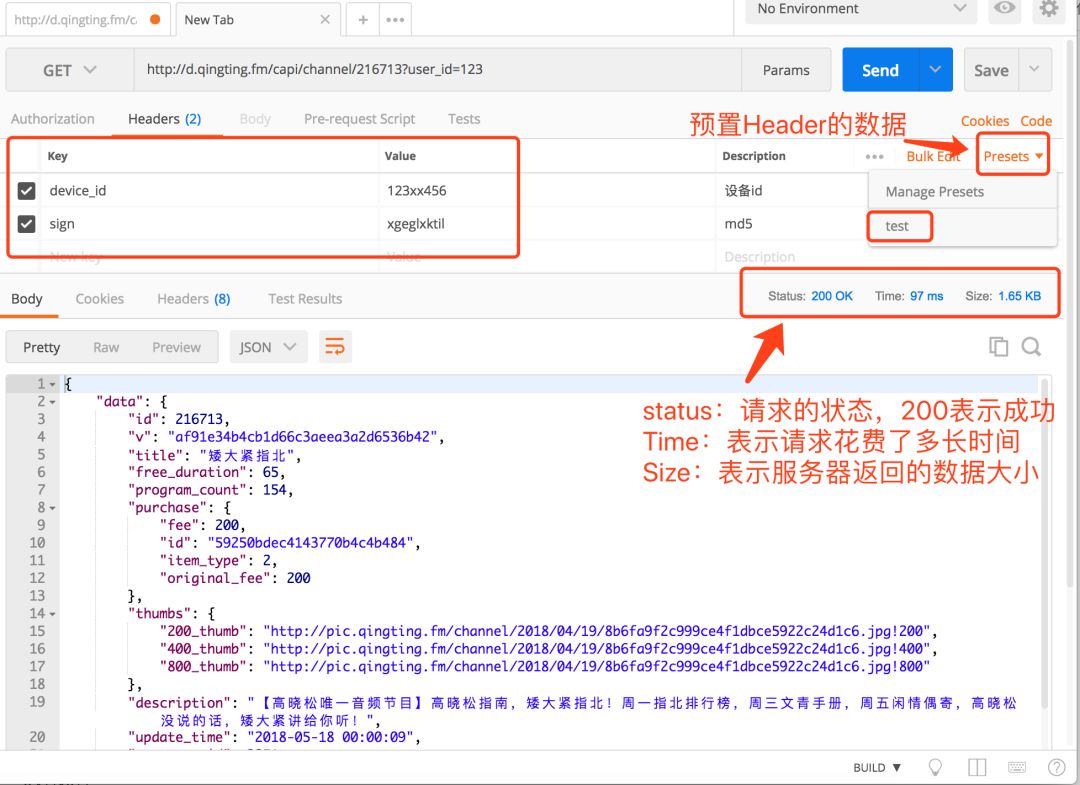 http://d.qingting.fm/c
New Tab
No Environment
GET
http://d.qingting.fm/capi/channel/216713?user_id=123
Params
Send
Save
Authorization
Headers (2)
Body
Pre-request Script
Tests
预置Header的数据
Cookies
Code
Key
Value
Description
Bulk Edit
Presets
device_id
123xx456
设备id
Manage Presets
sign
xgeglxktil
md5
test
New key
Value
Description
Body
Cookies
Headers (8)
Test Results
Status: 200 OK
Time: 97 ms
Size: 1.65 KB
Pretty
Raw
Preview
JSON
status：请求的状态，200表示成功
Time：表示请求花费了多长时间
Size：表示服务器返回的数据大小
1 {
2 "data": {
3 "id": 216713,
4 "v": "af91e34b4cb1d66c3aeea3a2d6536b42",
5 "title": "矮大紧指北",
6 "free_duration": 65,
7 "program_count": 154,
8 "purchase": {
9 "fee": 200,
10 "id": "59250bdec4143770b4c4b484",
11 "item_type": 2,
12 "original_fee": 200
13 },
14 "thumbs": {
15 "200_thumb": "http://pic.qingting.fm/channel/2018/04/19/8b6fa9f2c999ce4f1dbce5922c24d1c6.jpg!200",
16 "400_thumb": "http://pic.qingting.fm/channel/2018/04/19/8b6fa9f2c999ce4f1dbce5922c24d1c6.jpg!400",
17 "800_thumb": "http://pic.qingting.fm/channel/2018/04/19/8b6fa9f2c999ce4f1dbce5922c24d1c6.jpg!800"
18 },
19 "description": "【高晓松唯一音频节目】高晓松指南，矮大紧指北！周一指北排行榜，周三文青手册，周五闲情偶寄，高晓松
没说的话，矮大紧讲给你听！",
20 "update_time": "2018-05-18 00:00:09",
BUILD